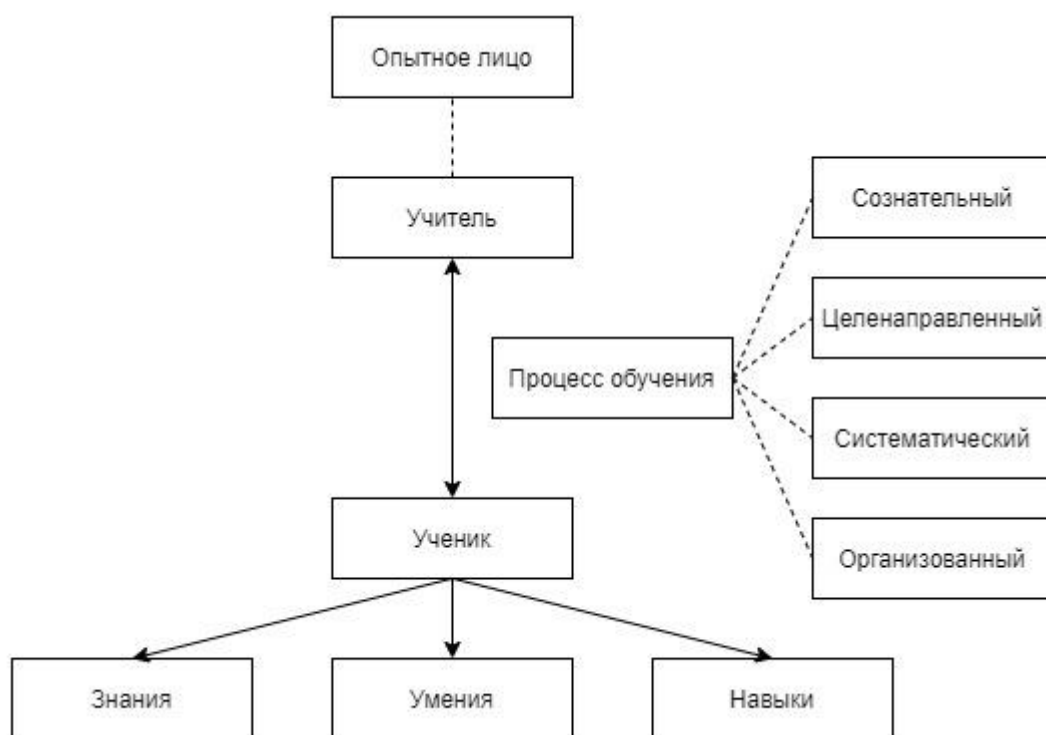 Опытное лицо
Учитель
Сознательный
Целенаправленный
Процесс обучения
Систематический
Ученик
Организованный
Знания
Умения
Навыки